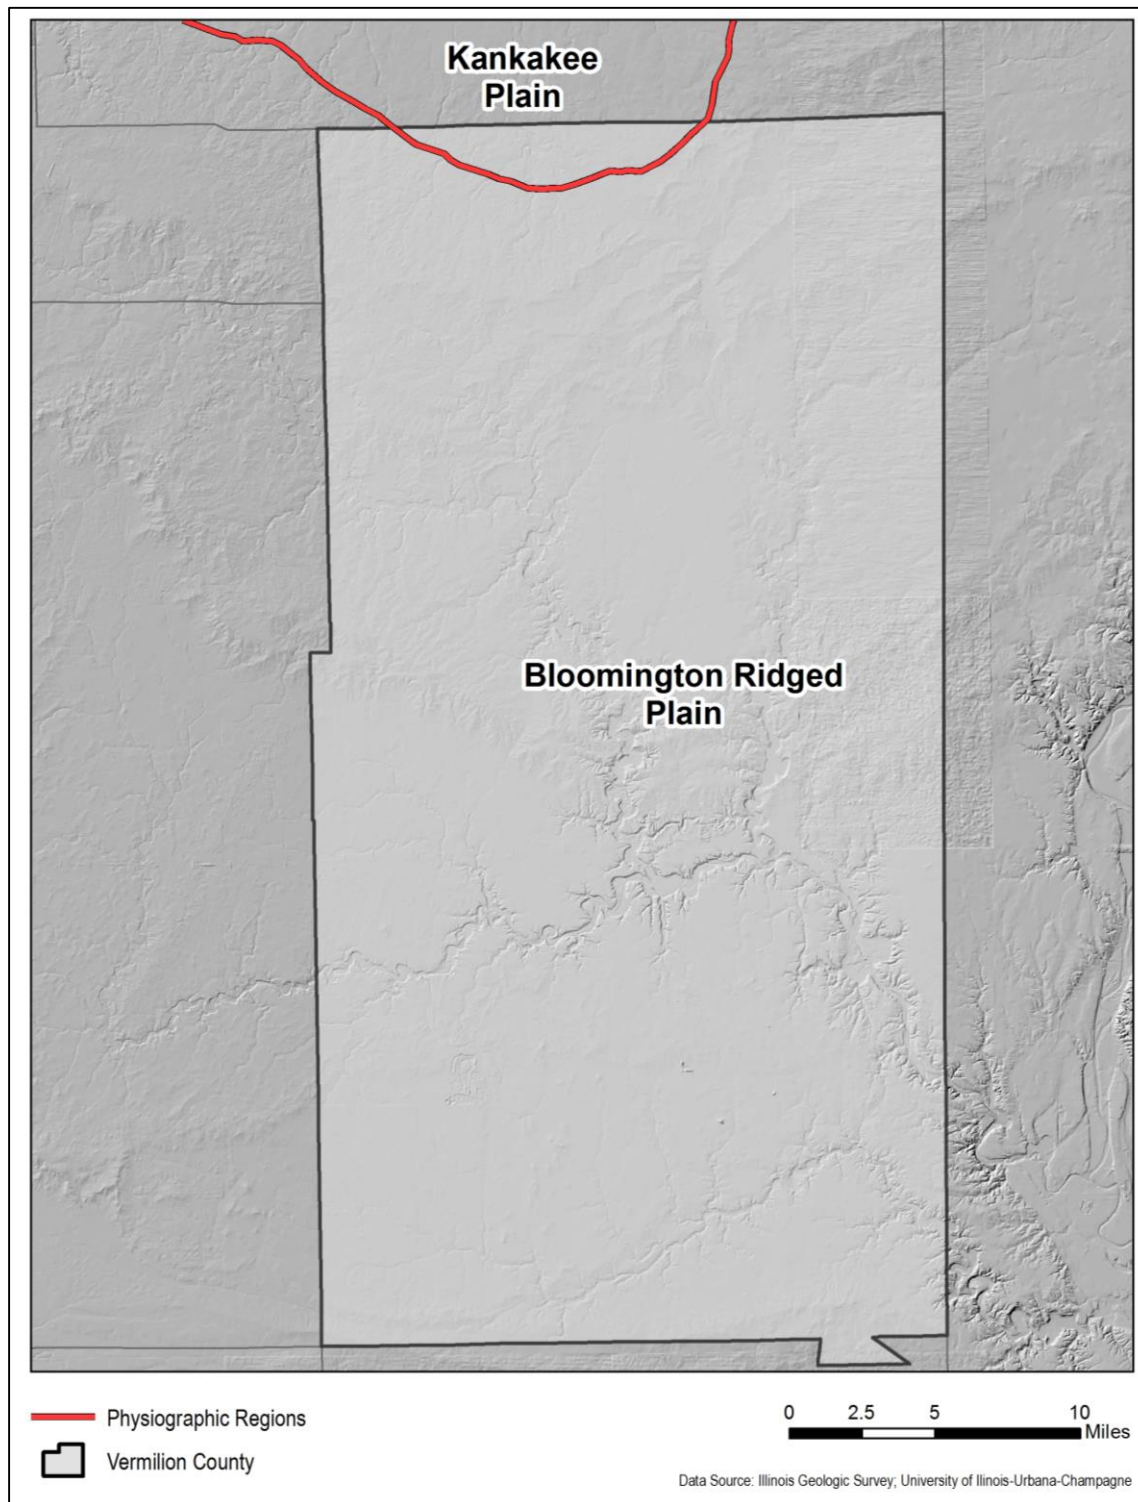 Kankakee
Plain
Bloomington Ridged
Plain
Physiographic Regions
Vermilion County
0 2.5 5 10
Miles
Data Source: Illinois Geologic Survey; University of Ilinois-Urbana-Champagne